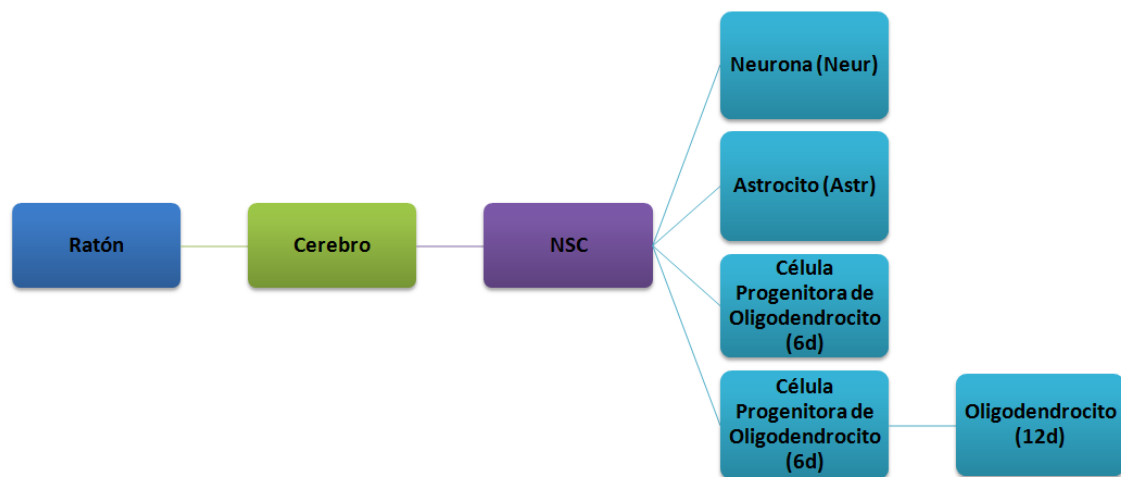 Ratón
Cerebro
NSC
Neurona (Neur)
Astrocito (Astr)
Célula
Progenitora de
Oligodendrocito
(6d)
Célula
Progenitora de
Oligodendrocito
(6d)
Oligodendrocito
(12d)